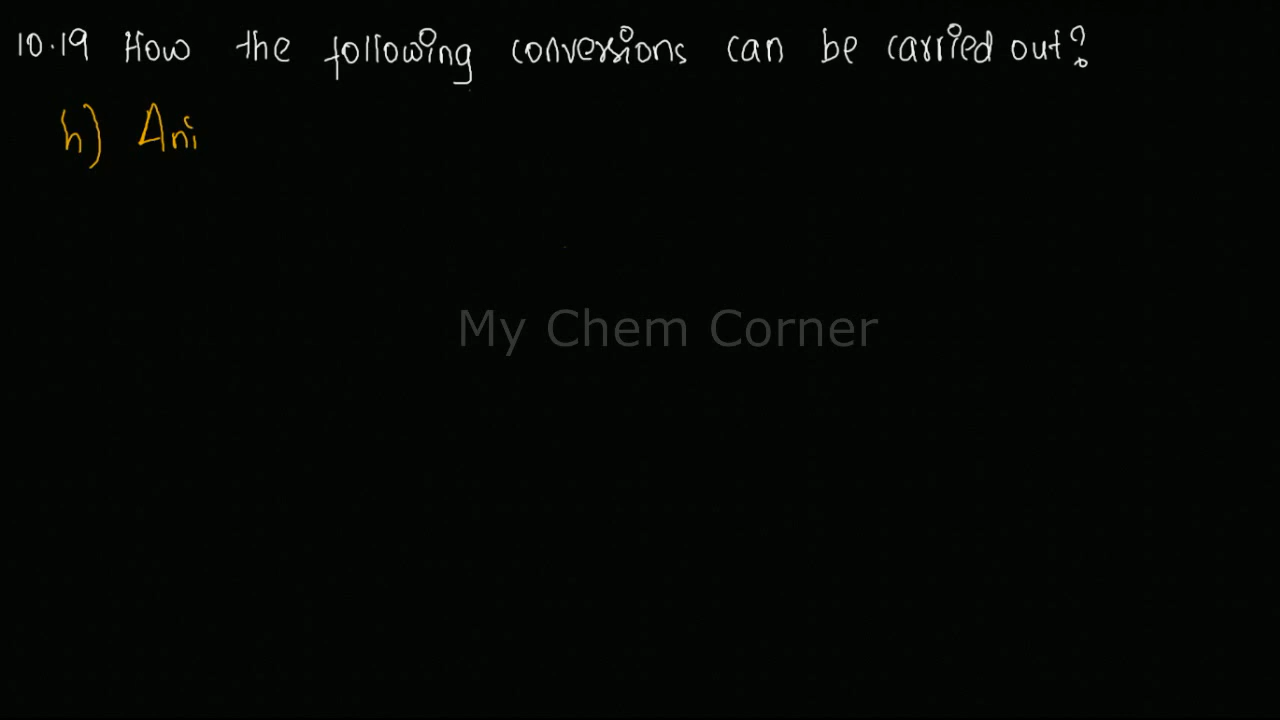 10.19 How the following conversions can be carried out?
h) Ani
My Chem Corner